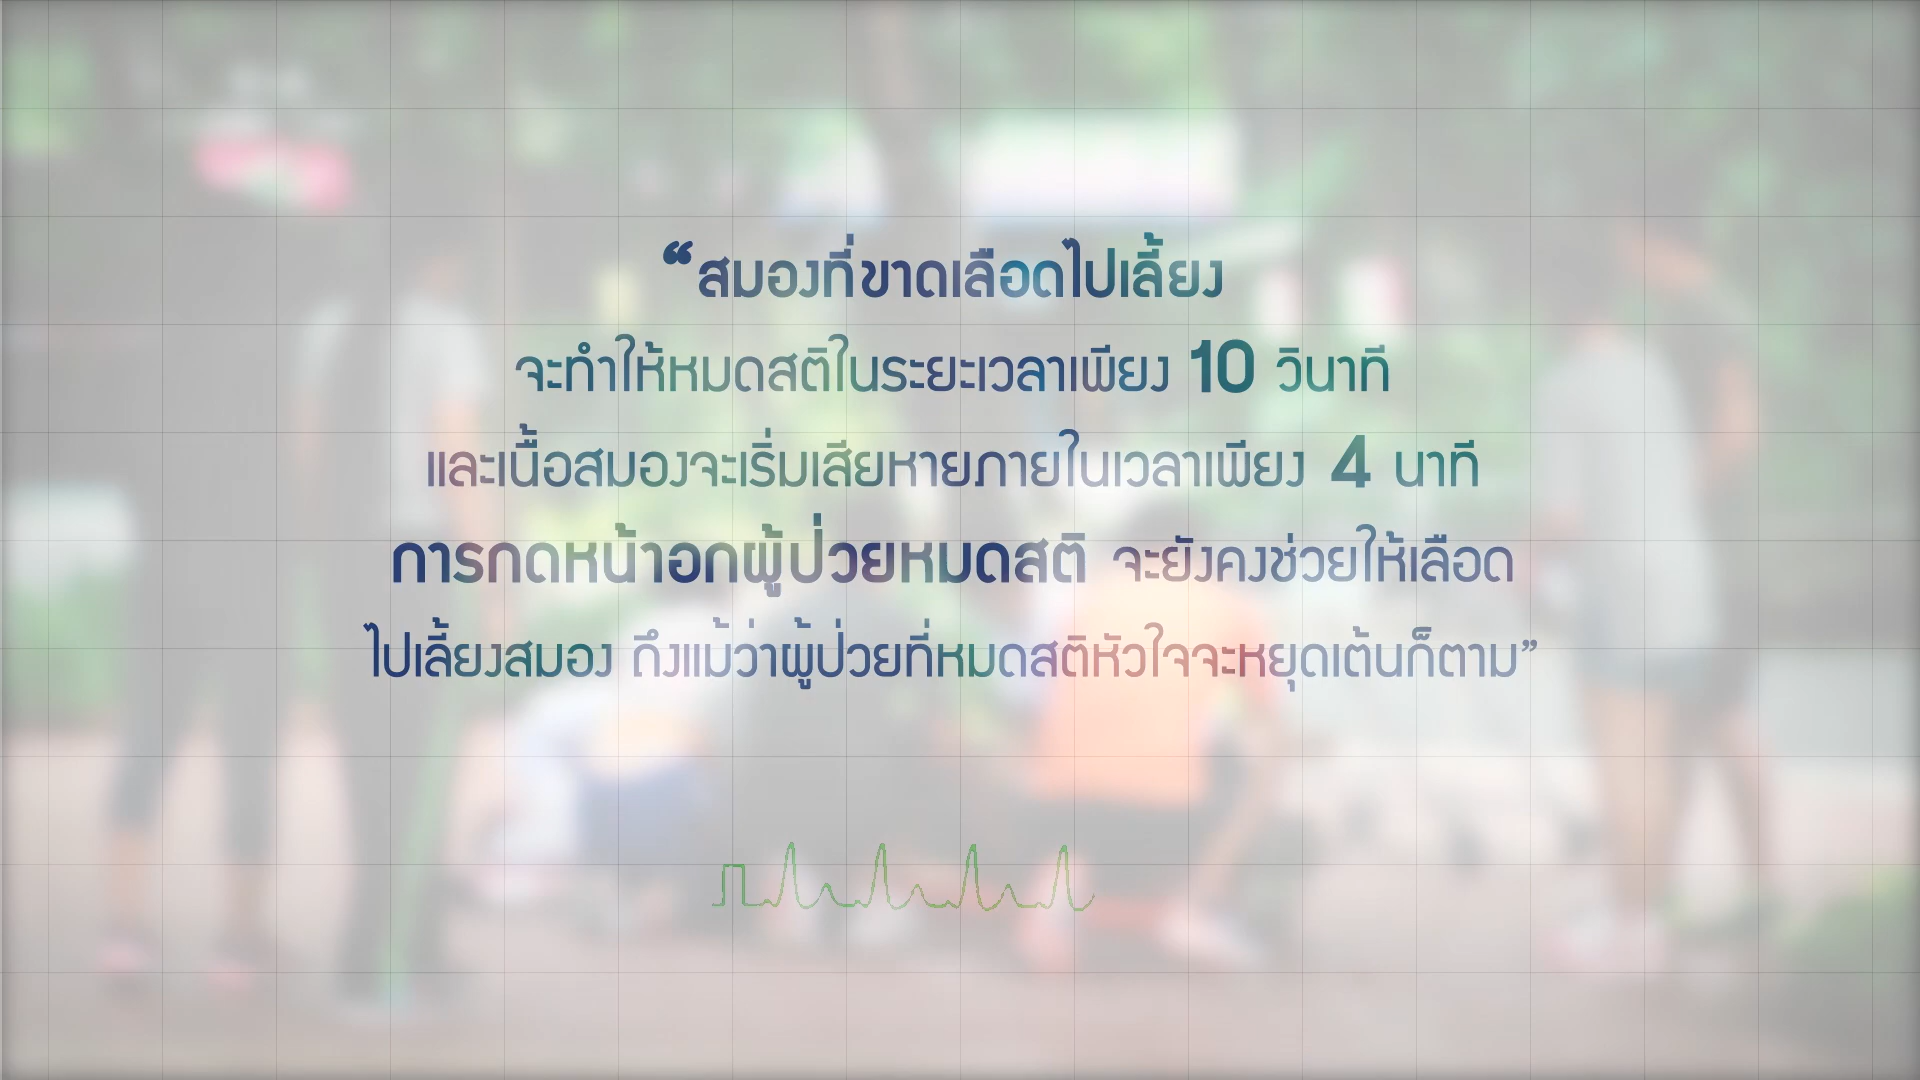 “สมองที่ขาดเลือดไปเลี้ยง
จะทำให้หมดสติในระยะเวลาเพียง 10 วินาที
และเนื้อสมองจะเริ่มเสียหายภายในเวลาเพียง 4 นาที
การกดหน้าอกผู้ป่วยหมดสติ จะยังคงช่วยให้เลือด
ไปเลี้ยงสมอง ถึงแม้ว่าผู้ป่วยที่หมดสติหัวใจจะหยุดเต้นก็ตาม”